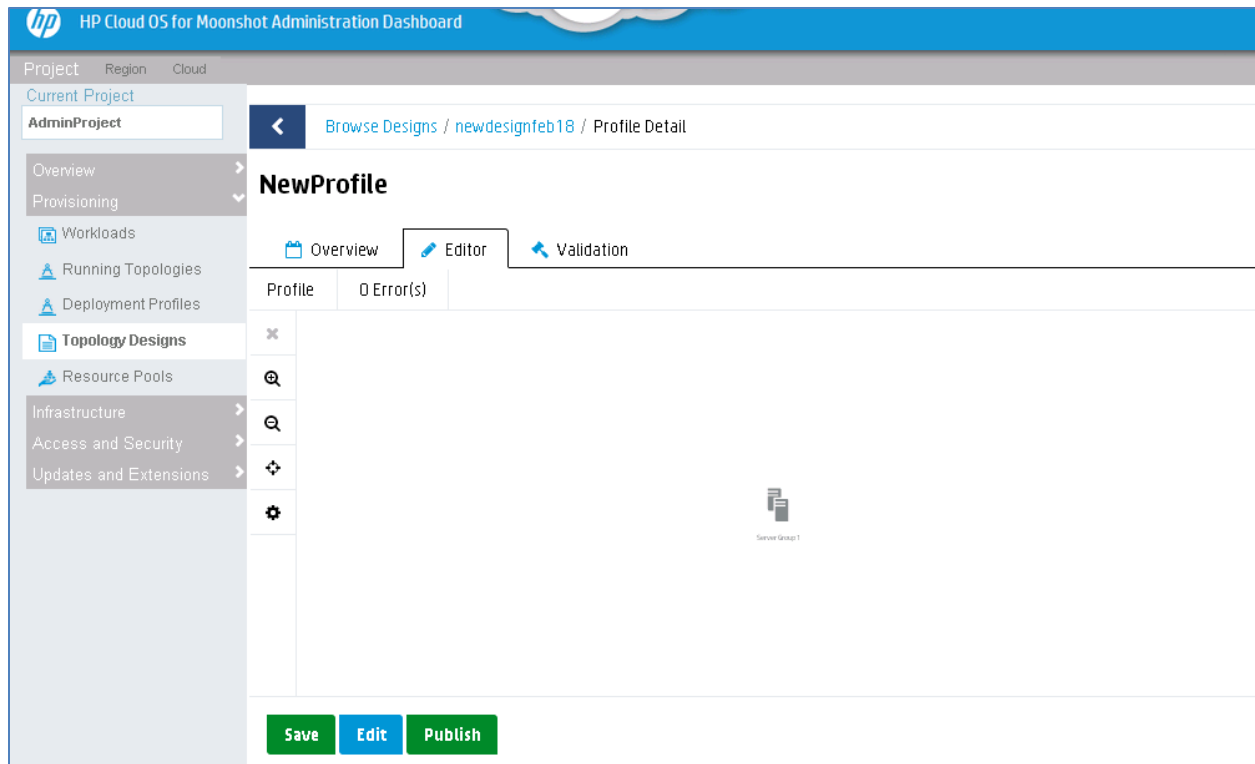 hp HP Cloud OS for Moonshot Administration Dashboard
Project Region Cloud
Current Project
AdminProject
Browse Designs / newdesignfeb18 / Profile Detail
Overview
Provisioning
Workloads
Running Topologies
Deployment Profiles
Topology Designs
Resource Pools
Infrastructure
Access and Security
Updates and Extensions
NewProfile
Overview Editor Validation
Profile 0 Error(s)
Server Group 1
Save Edit Publish